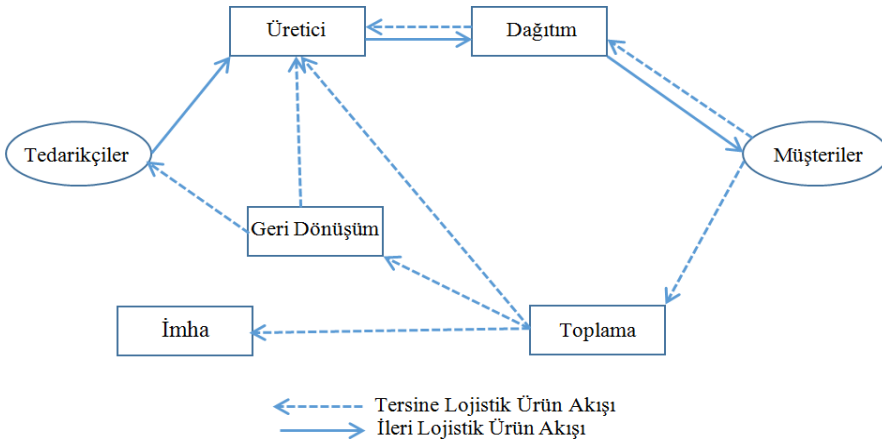 Üretici
Dağıtım
Tedarikçiler
Müşteriler
Geri Dönüşüm
İmha
Toplama
Tersine Lojistik Ürün Akışı
İleri Lojistik Ürün Akışı